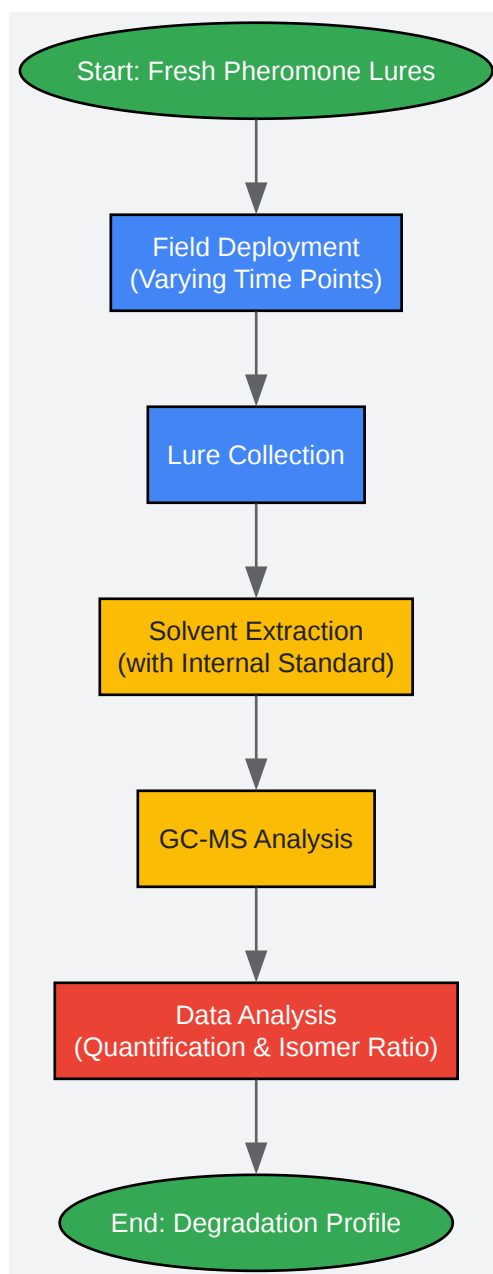 Start: Fresh Pheromone Lures
Field Deployment
(Varying Time Points)
Lure Collection
Solvent Extraction
(with Internal Standard)
GC-MS Analysis
Data Analysis
(Quantification & Isomer Ratio)
End: Degradation Profile